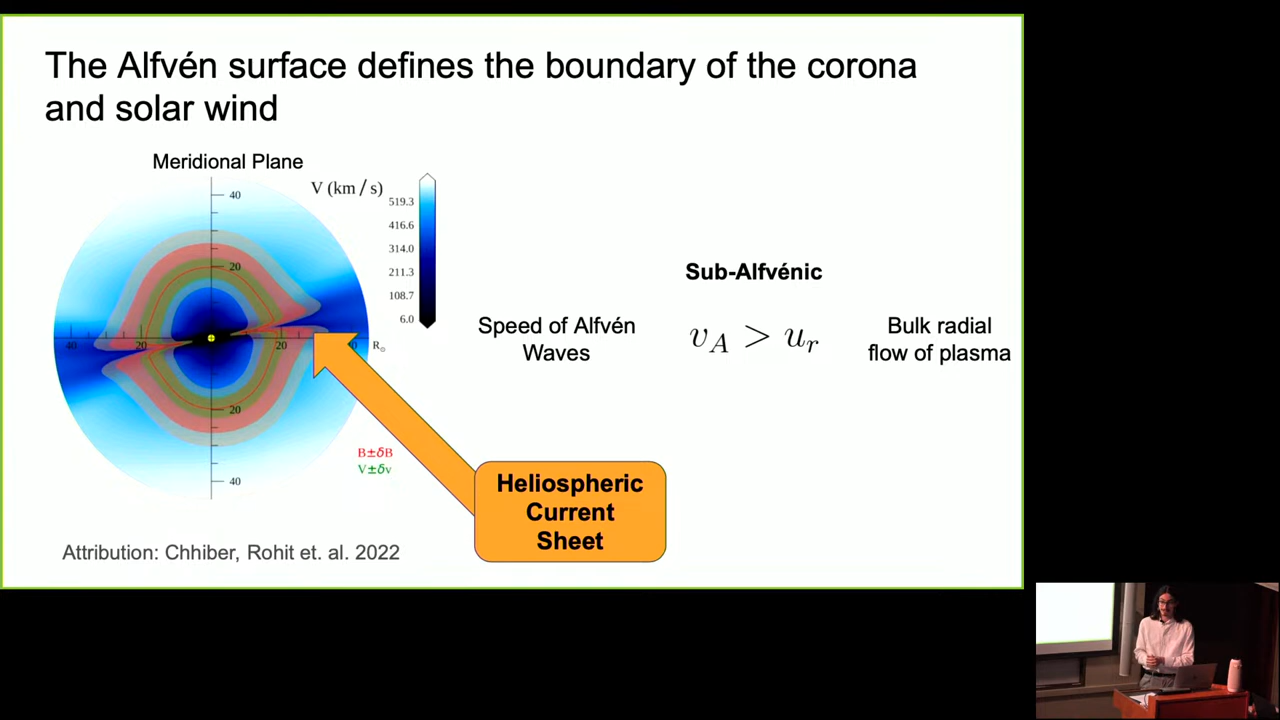 The Alfvén surface defines the boundary of the corona
and solar wind
Meridional Plane
V (km/s)
519.3
416.6
314.0
211.3
108.7
6.0
40
20
40
20
20
R☉
20
40
B±δB
V±δv
Sub-Alfvénic
Speed of Alfvén
Waves
v_A > u_r
Bulk radial
flow of plasma
Heliospheric
Current
Sheet
Attribution: Chhiber, Rohit et. al. 2022